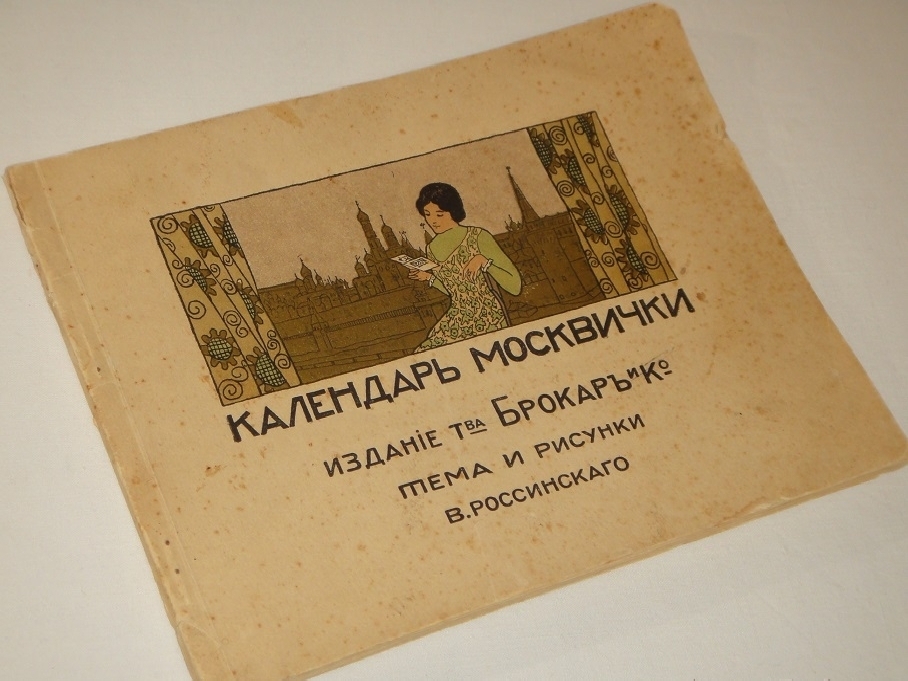 КАЛЕНДАРЬ МОСКВИЧКИ
ИЗДАНІЕ Т ВА БРОКАРЪ И КО
ТЕМА И РИСУНКИ
В.РОССИНСКАГО